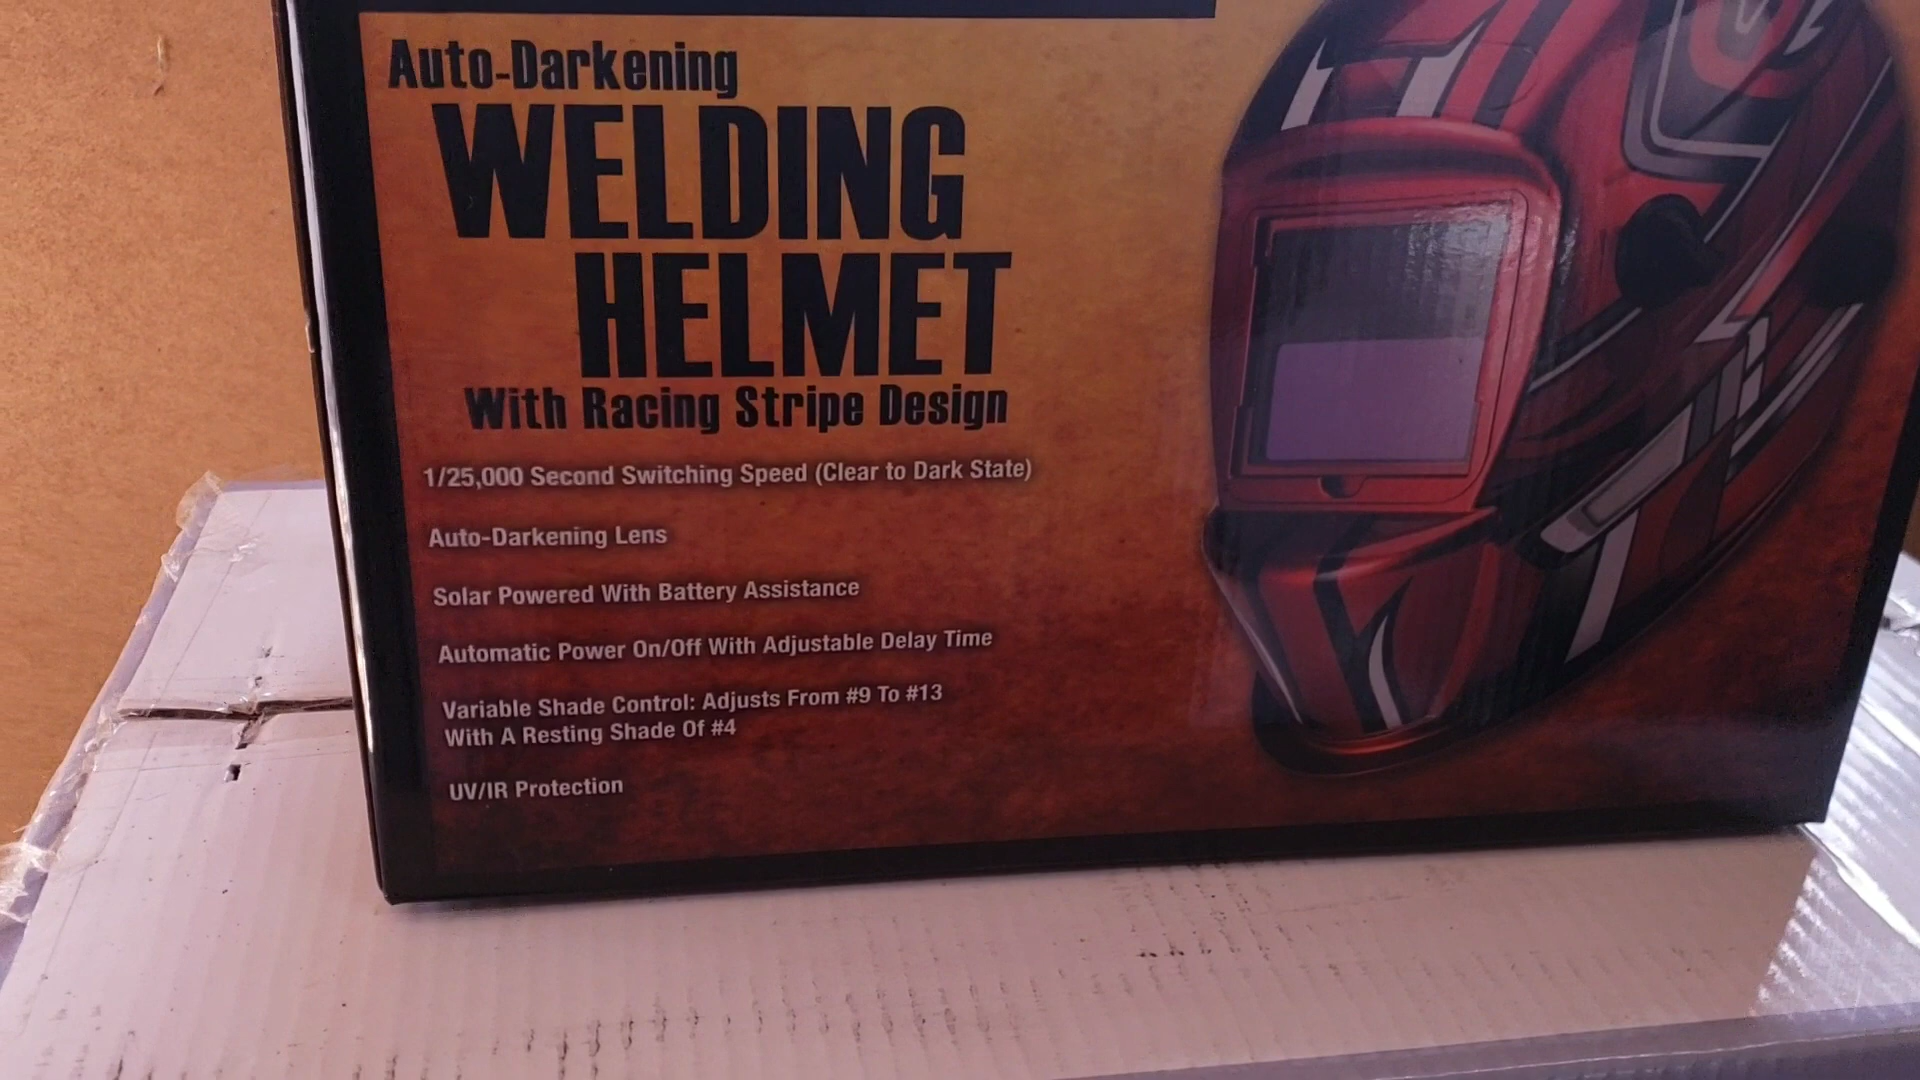 Auto-Darkening
WELDING
HELMET
With Racing Stripe Design
1/25,000 Second Switching Speed (Clear to Dark State)
Auto-Darkening Lens
Solar Powered With Battery Assistance
Automatic Power On/Off With Adjustable Delay Time
Variable Shade Control: Adjusts From #9 To #13
With A Resting Shade Of #4
UV/IR Protection